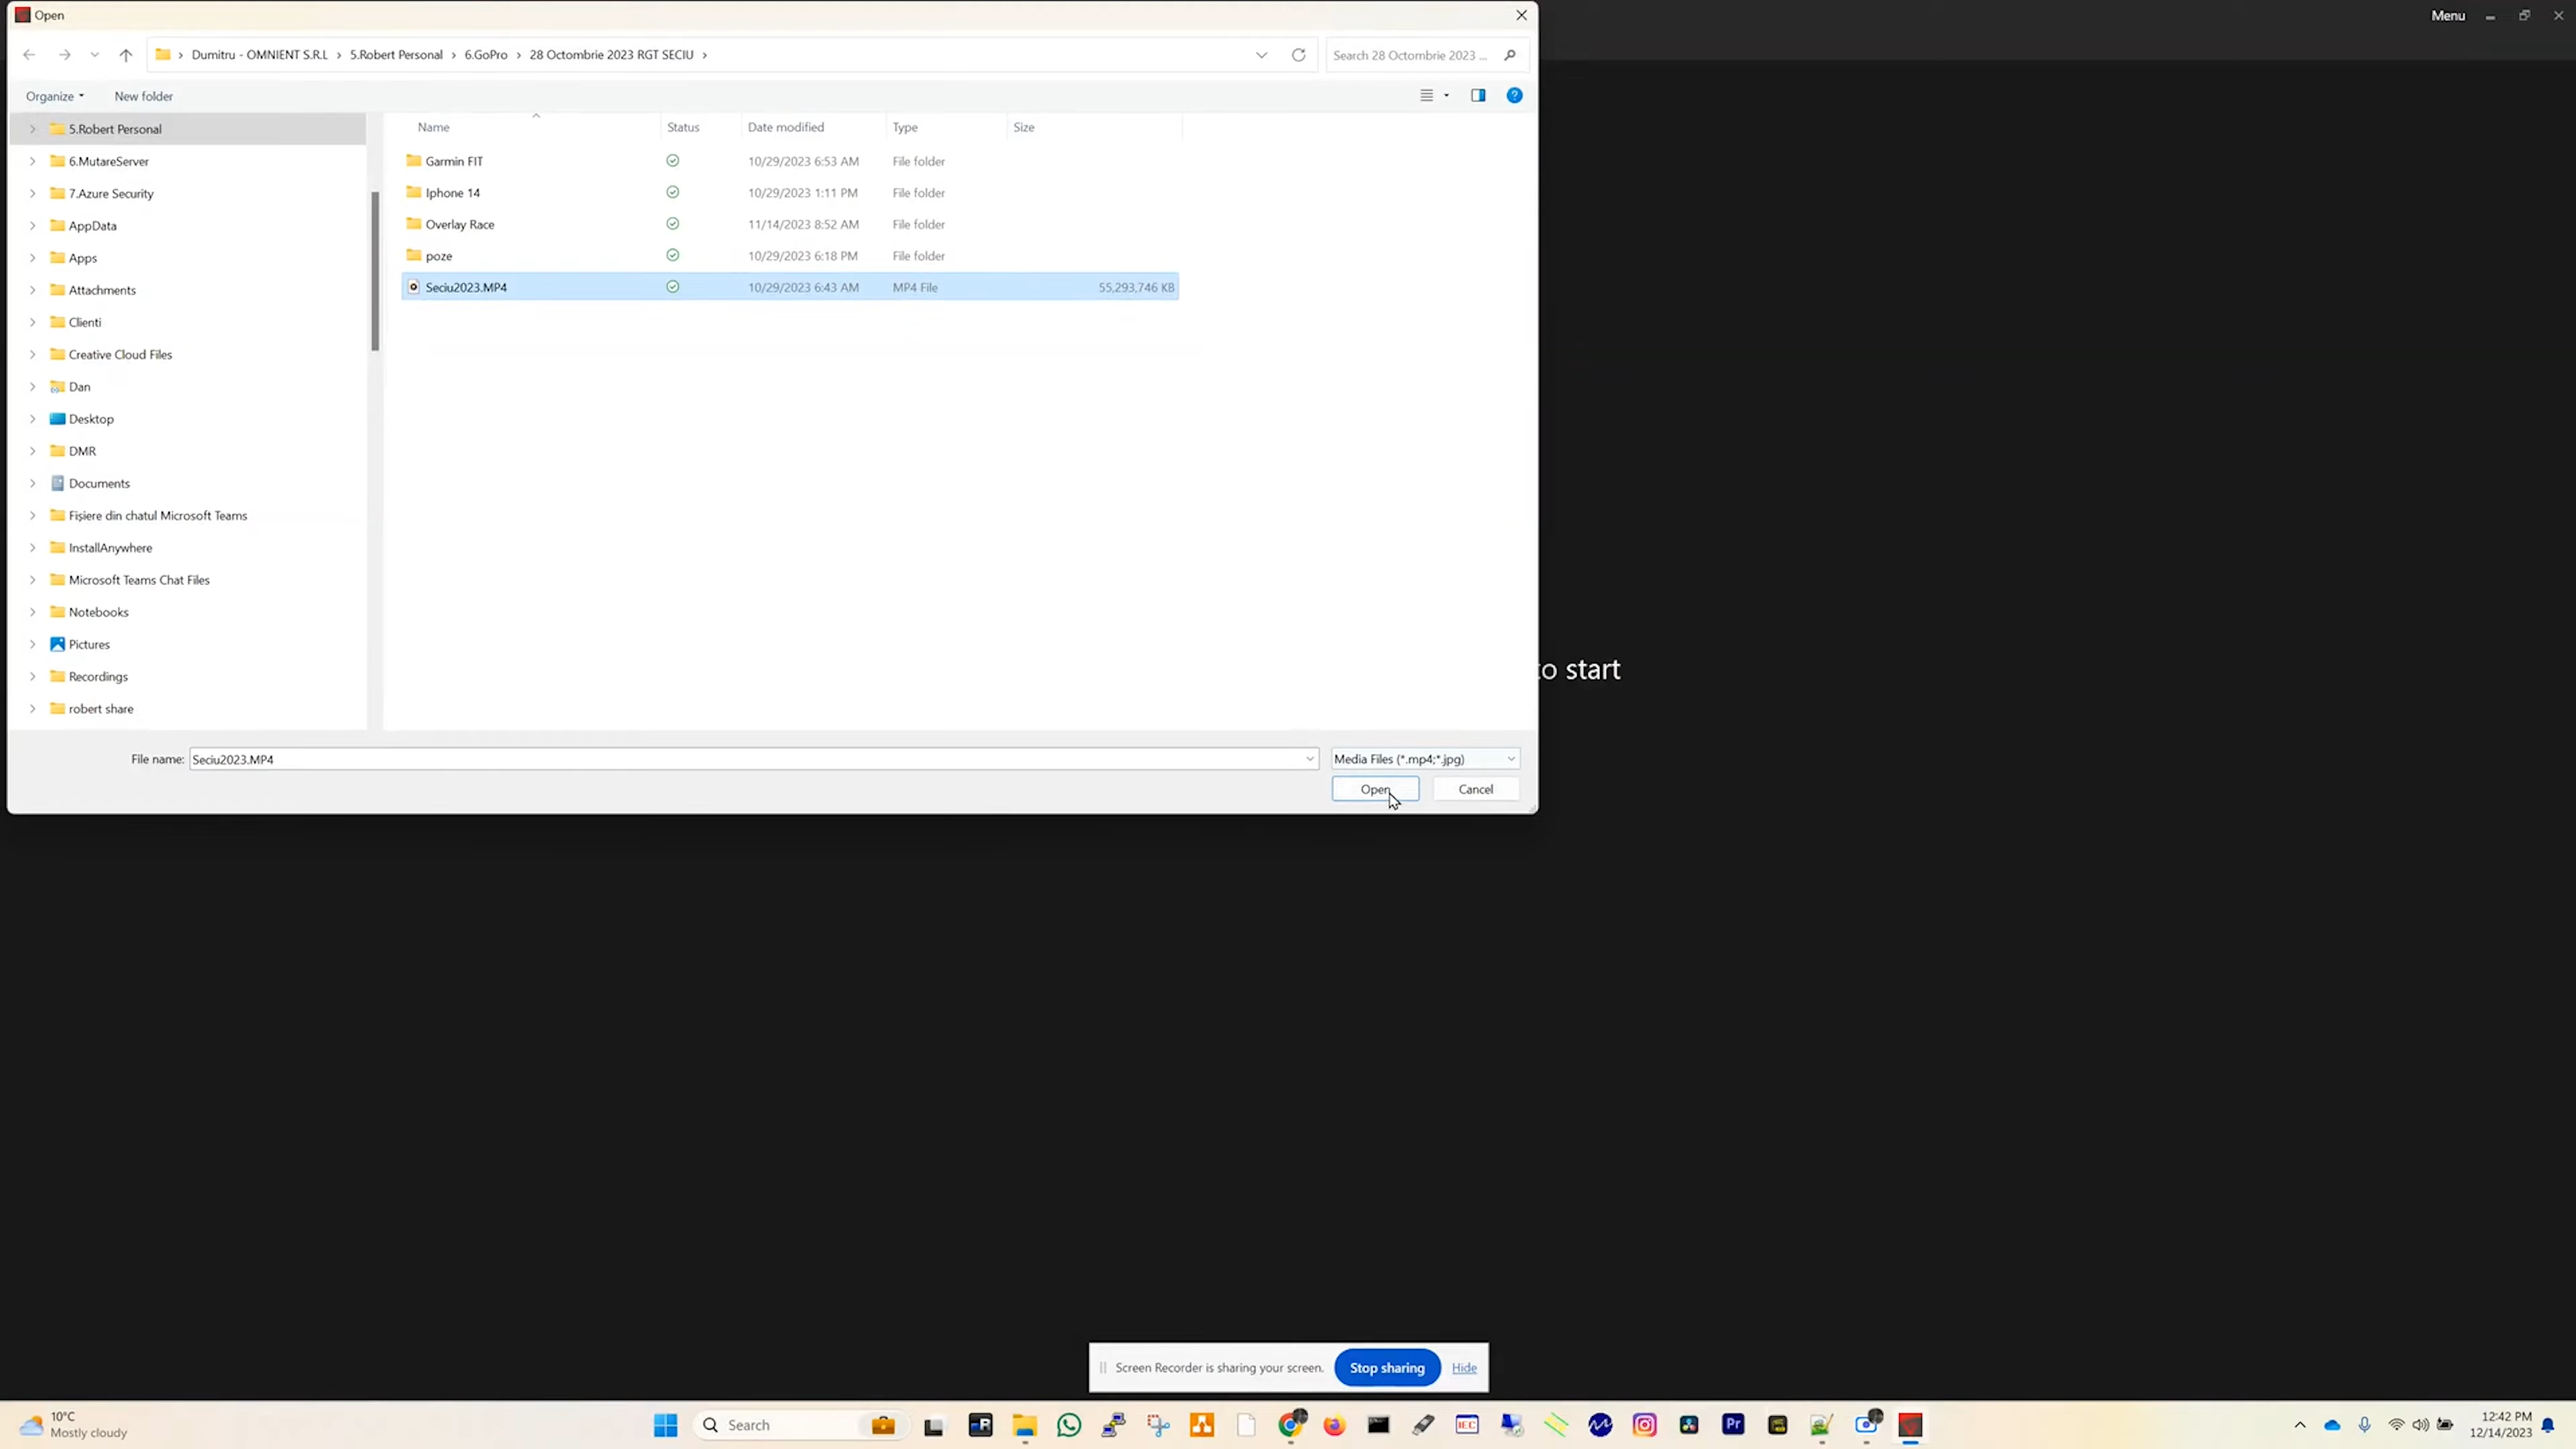 Open
Menu
Dumitru - OMNIENT S.R.L > 5.Robert Personal > 6.GoPro > 28 Octombrie 2023 RGT SECIU >
Search 28 Octombrie 2023 ...
Organize
New folder
Name Status Date modified Type Size
5.Robert Personal
6.MutareServer
7.Azure Security
AppData
Apps
Attachments
Clienti
Creative Cloud Files
Dan
Desktop
DMR
Documents
Fișiere din chatul Microsoft Teams
InstallAnywhere
Microsoft Teams Chat Files
Notebooks
Pictures
Recordings
robert share
Garmin FIT 10/29/2023 6:53 AM File folder
Iphone 14 10/29/2023 1:11 PM File folder
Overlay Race 11/14/2023 8:52 AM File folder
poze 10/29/2023 6:18 PM File folder
Seciu2023.MP4 10/29/2023 6:43 AM MP4 File 55,293,746 KB
to start
File name: Seciu2023.MP4
Media Files (*.mp4;*.jpg)
Open
Cancel
Screen Recorder is sharing your screen. Stop sharing Hide
10°C
Mostly cloudy
Search
R
IEC
Pr
12:42 PM
12/14/2023